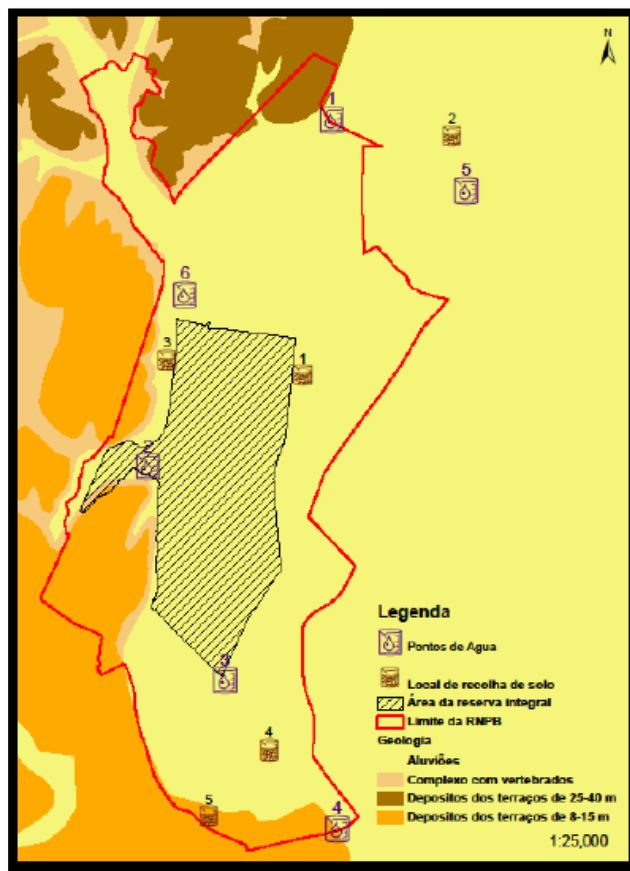 N
1
2
5
6
3
1
2
3
4
5
4
Legenda
Pontos de Agua
Local de recolha de solo
Área da reserva integral
Limite da RNPB
Geologia
Aluviões
Complexo com vertebrados
Depositos dos terraços de 25-40 m
Depositos dos terraços de 8-15 m
1:25,000